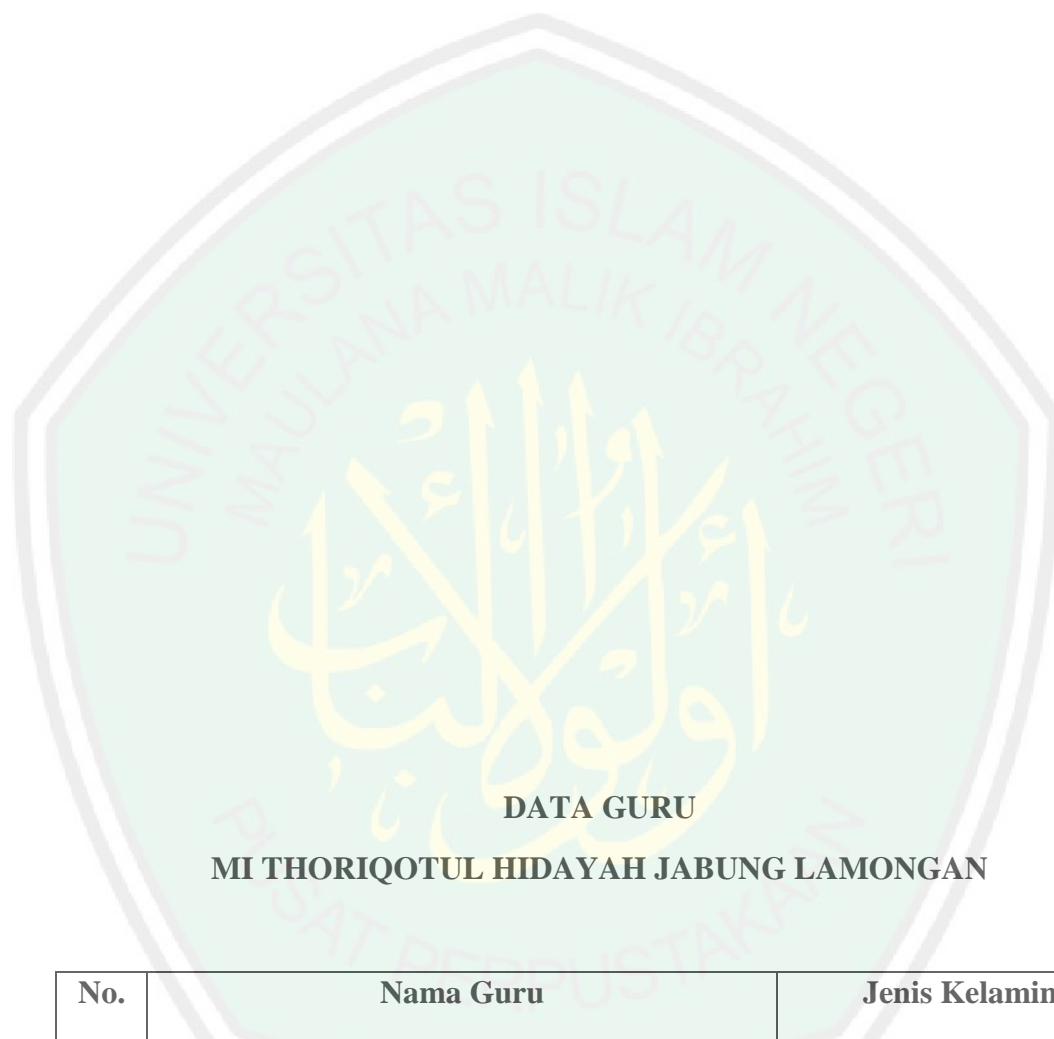 UNIVERSITAS ISLAM NEGERI
MAULANA MALIK IBRAHIM
DATA GURU
MI THORIQOTUL HIDAYAH JABUNG LAMONGAN
PUSAT PERPUSTAKAAN
No. Nama Guru Jenis Kelamin